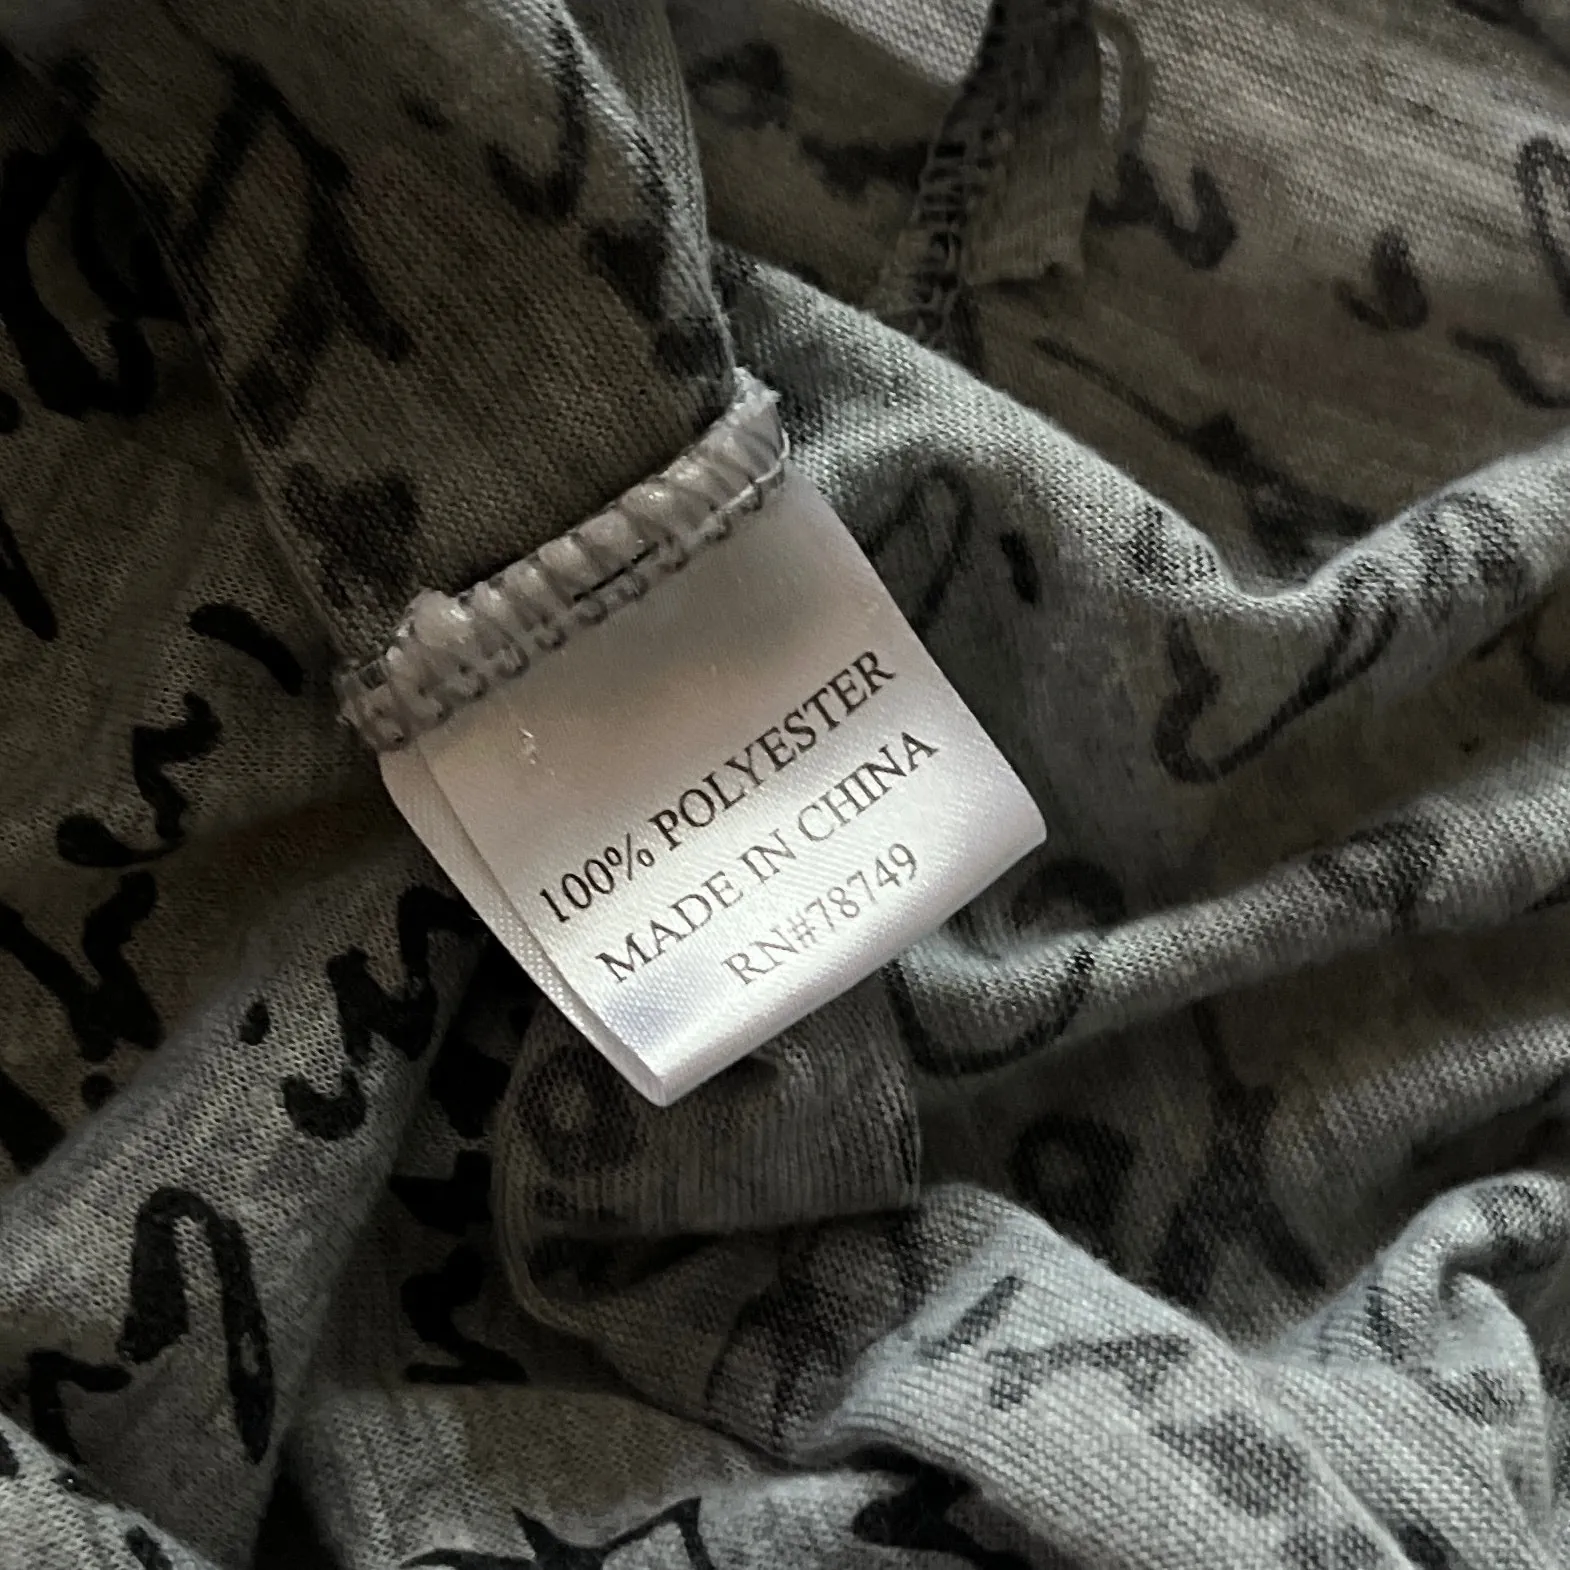 100% POLYESTER
MADE IN CHINA
RN#78749